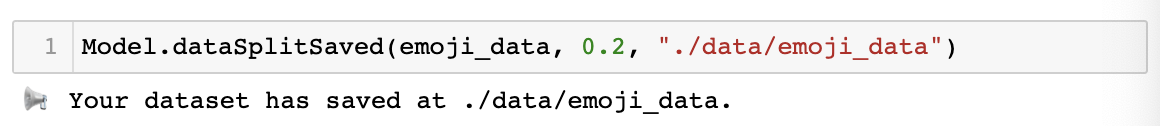 1 Model.dataSplitSaved(emoji_data, 0.2, "./data/emoji_data")
📢 Your dataset has saved at ./data/emoji_data.